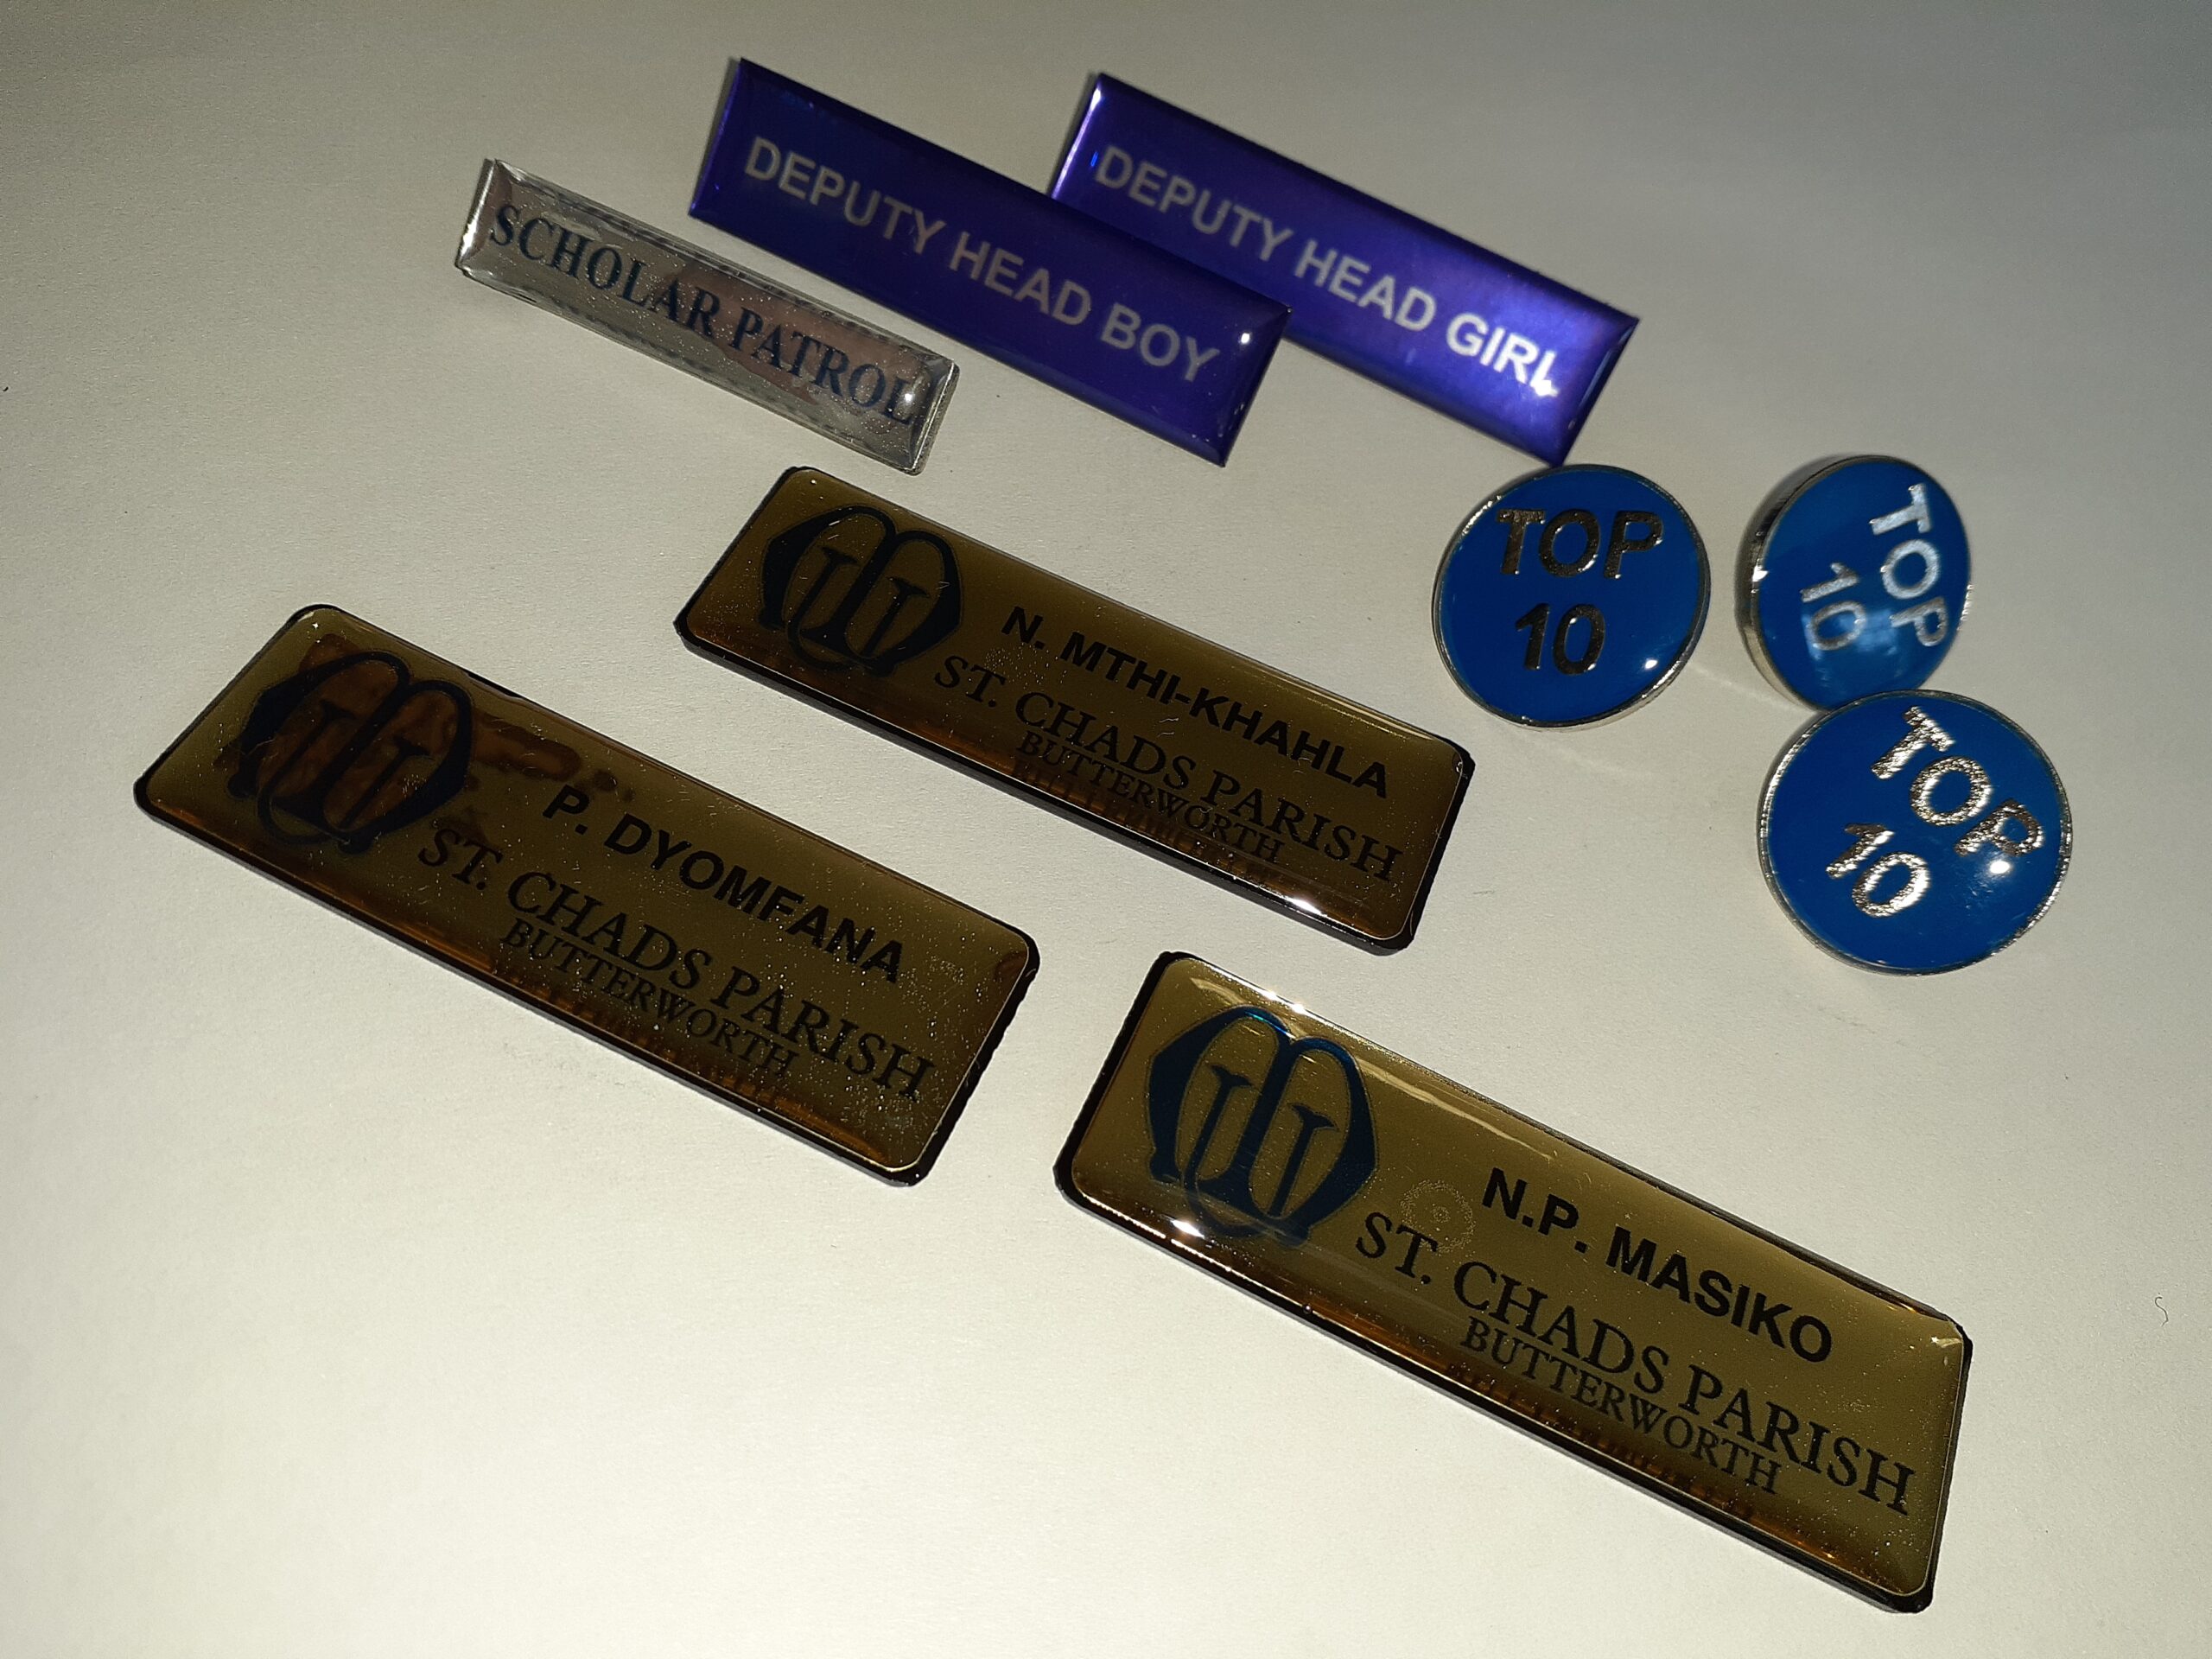 SCHOLAR PATROL
DEPUTY HEAD BOY
DEPUTY HEAD GIRL
TOP
10
TOP
10
TOP
10
N. MTHI-KHAHLA
ST. CHADS PARISH
BUTTERWORTH
P. DYOMFANA
ST. CHADS PARISH
BUTTERWORTH
N.P. MASIKO
ST. CHADS PARISH
BUTTERWORTH